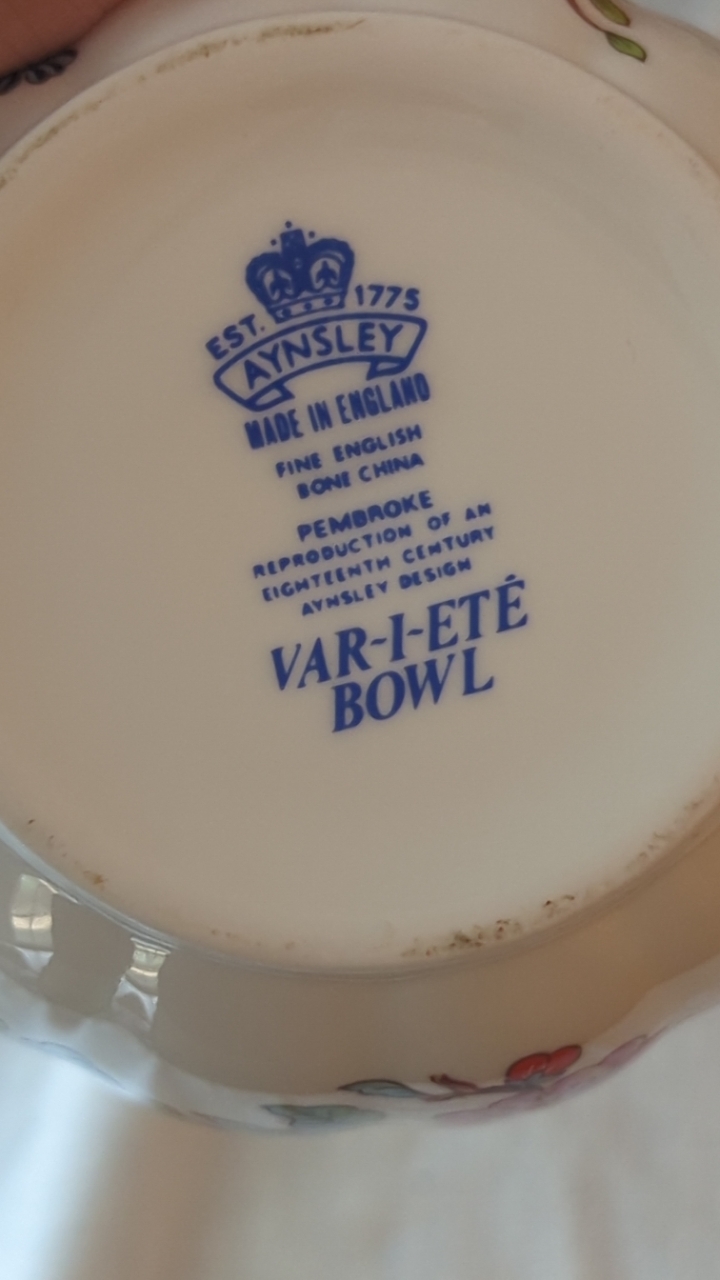 EST. 1775
AYNSLEY
MADE IN ENGLAND
FINE ENGLISH
BONE CHINA
PEMBROKE
REPRODUCTION OF AN
EIGHTEENTH CENTURY
AYNSLEY DESIGN
VAR-I-ETÉ
BOWL